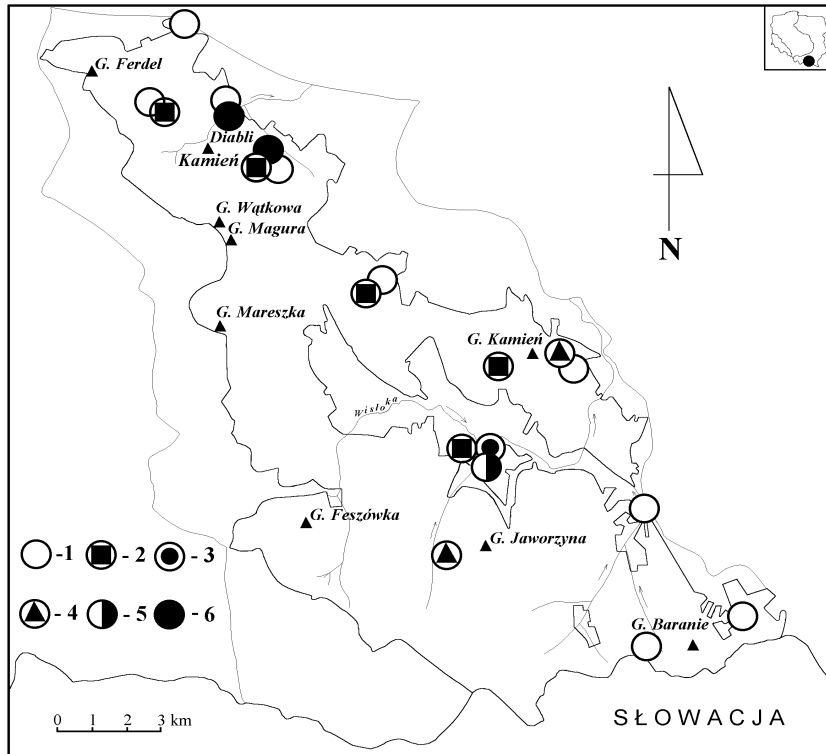 G. Ferdel
Diabli
Kamień
G. Wątkowa
G. Magura
N
G. Mareszka
G. Kamień
Wisłoka
G. Feszówka
G. Jaworzyna
-1 -2 -3
-4 -5 -6
G. Baranie
0 1 2 3 km
SŁOWACJA